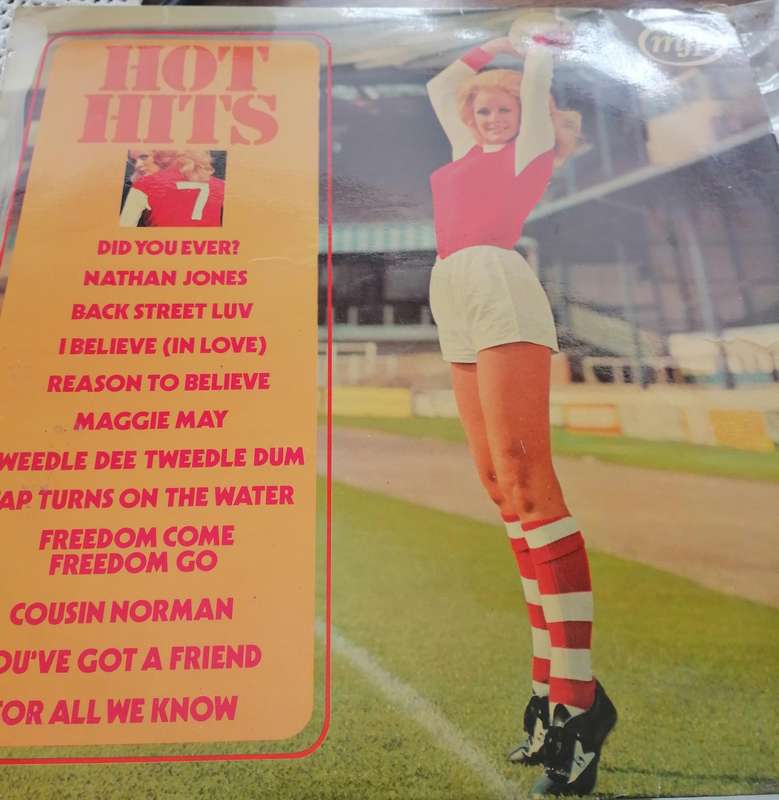 HOT
HITS
mfp
7
DID YOU EVER?
NATHAN JONES
BACK STREET LUV
I BELIEVE (IN LOVE)
REASON TO BELIEVE
MAGGIE MAY
WEEDLE DEE TWEEDLE DUM
AP TURNS ON THE WATER
FREEDOM COME
FREEDOM GO
COUSIN NORMAN
OU'VE GOT A FRIEND
FOR ALL WE KNOW